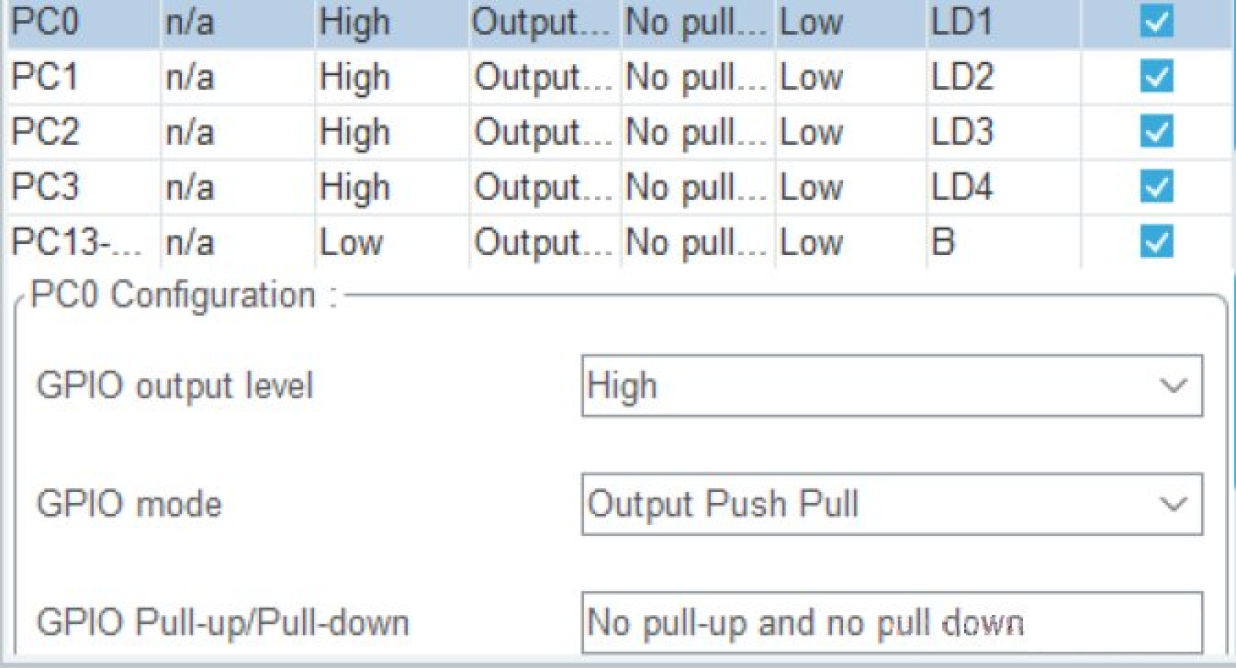 PC0 n/a High Output... No pull... Low LD1
PC1 n/a High Output... No pull... Low LD2
PC2 n/a High Output... No pull... Low LD3
PC3 n/a High Output... No pull... Low LD4
PC13-... n/a Low Output... No pull... Low B
PC0 Configuration :
GPIO output level High
GPIO mode Output Push Pull
GPIO Pull-up/Pull-down No pull-up and no pull down